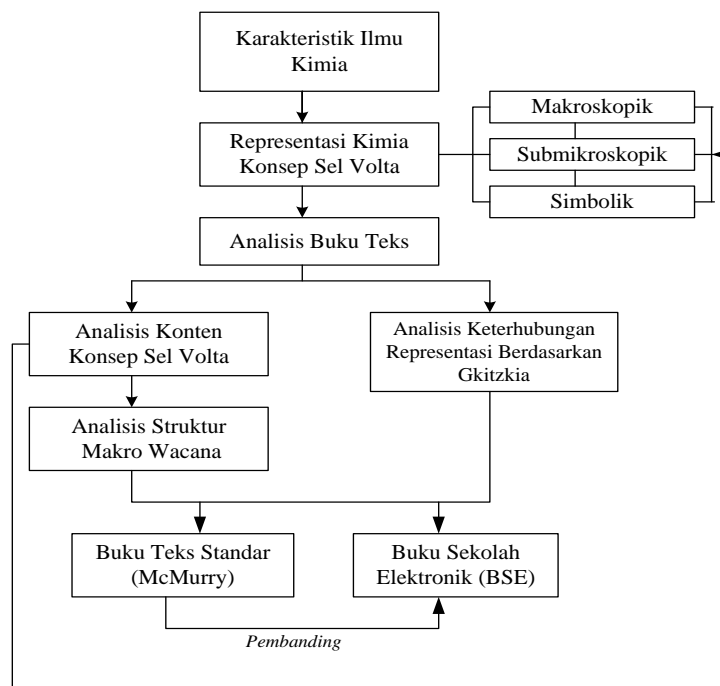 Karakteristik Ilmu
Kimia
Makroskopik
Representasi Kimia
Konsep Sel Volta
Submikroskopik
Simbolik
Analisis Buku Teks
Analisis Konten
Konsep Sel Volta
Analisis Keterhubungan
Representasi Berdasarkan
Gkitzkia
Analisis Struktur
Makro Wacana
Buku Teks Standar
(McMurry)
Buku Sekolah
Elektronik (BSE)
Pembanding